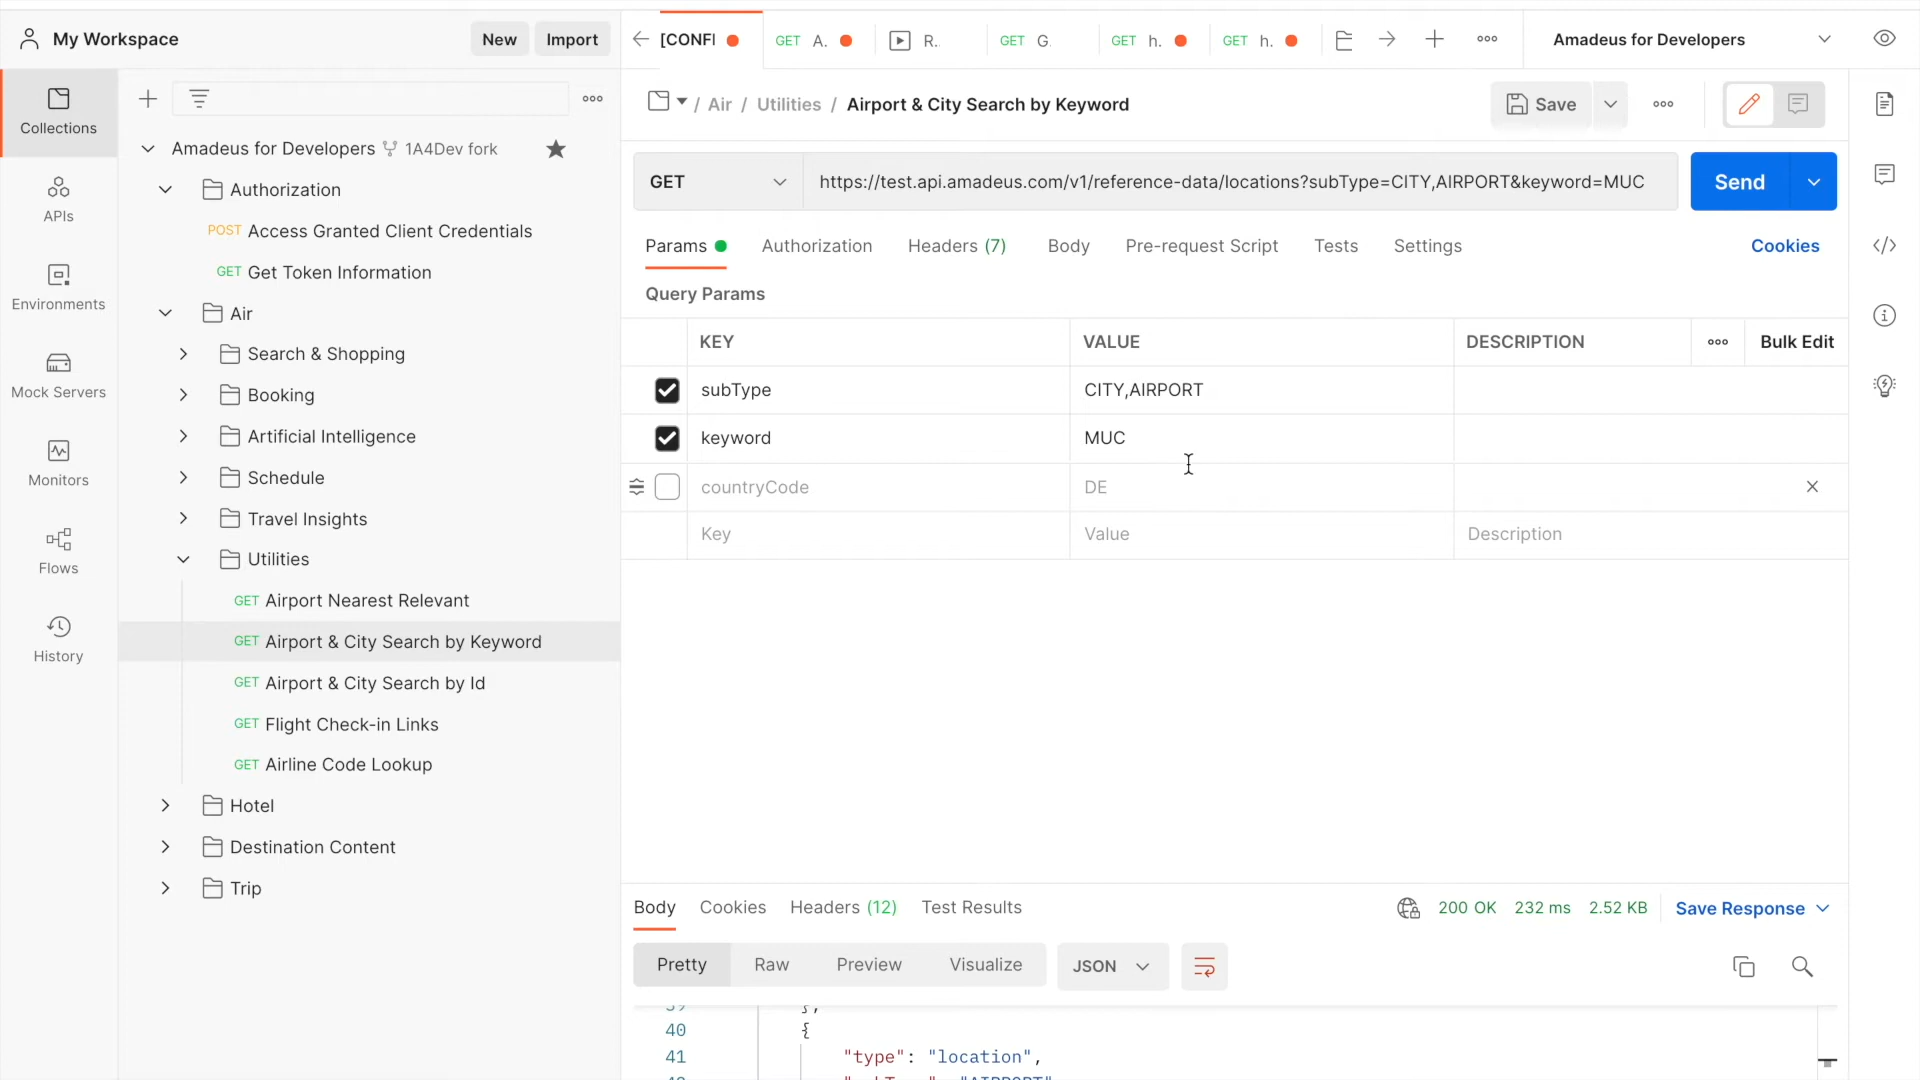 My Workspace
New
Import
[CONFI
GET A.
R.
GET G.
GET h.
GET h.
Amadeus for Developers
Collections
APIs
Environments
Mock Servers
Monitors
Flows
History
Amadeus for Developers 1A4Dev fork
Authorization
POST Access Granted Client Credentials
GET Get Token Information
Air
Search & Shopping
Booking
Artificial Intelligence
Schedule
Travel Insights
Utilities
GET Airport Nearest Relevant
GET Airport & City Search by Keyword
GET Airport & City Search by Id
GET Flight Check-in Links
GET Airline Code Lookup
Hotel
Destination Content
Trip
/ Air / Utilities / Airport & City Search by Keyword
Save
GET
https://test.api.amadeus.com/v1/reference-data/locations?subType=CITY,AIRPORT&keyword=MUC
Send
Params Authorization Headers (7) Body Pre-request Script Tests Settings Cookies
Query Params
KEY VALUE DESCRIPTION Bulk Edit
subType CITY,AIRPORT
keyword MUC
countryCode DE
Key Value Description
Body Cookies Headers (12) Test Results 200 OK 232 ms 2.52 KB Save Response
Pretty Raw Preview Visualize JSON
39 },
40 {
41 "type": "location",